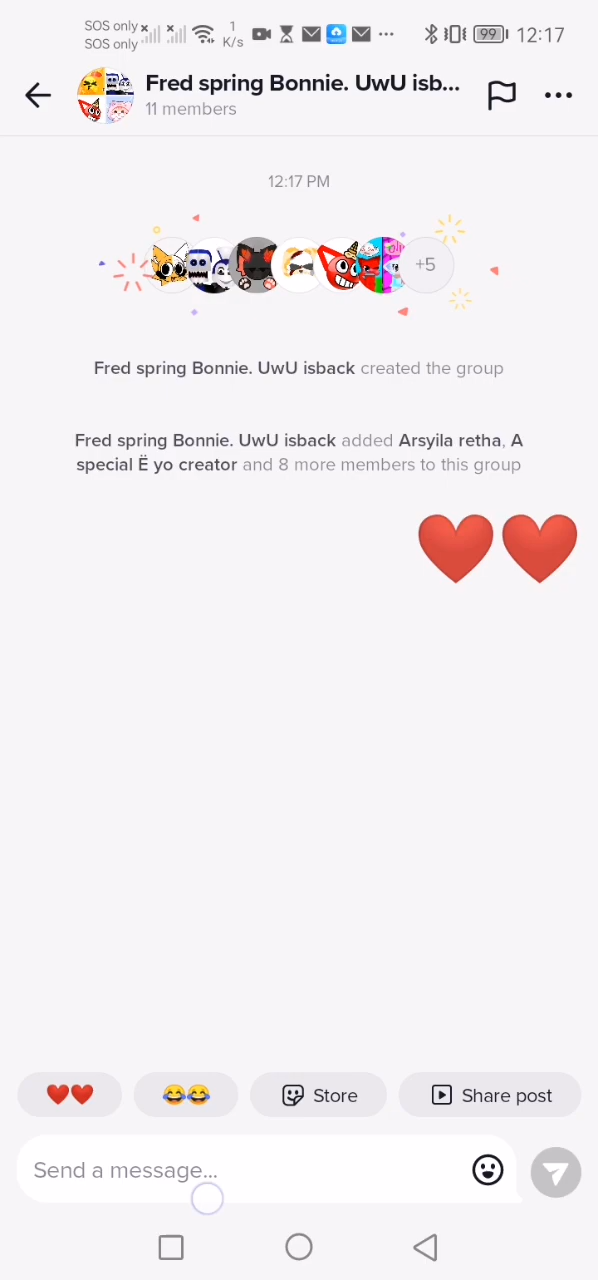 SOS only
SOS only
1
K/s
99
12:17
Fred spring Bonnie. UwU isb...
11 members
12:17 PM
+5
Fred spring Bonnie. UwU isback created the group
Fred spring Bonnie. UwU isback added Arsyila retha, A
special Ë yo creator and 8 more members to this group
❤️❤️
❤️❤️
😂😂
Store
Share post
Send a message...